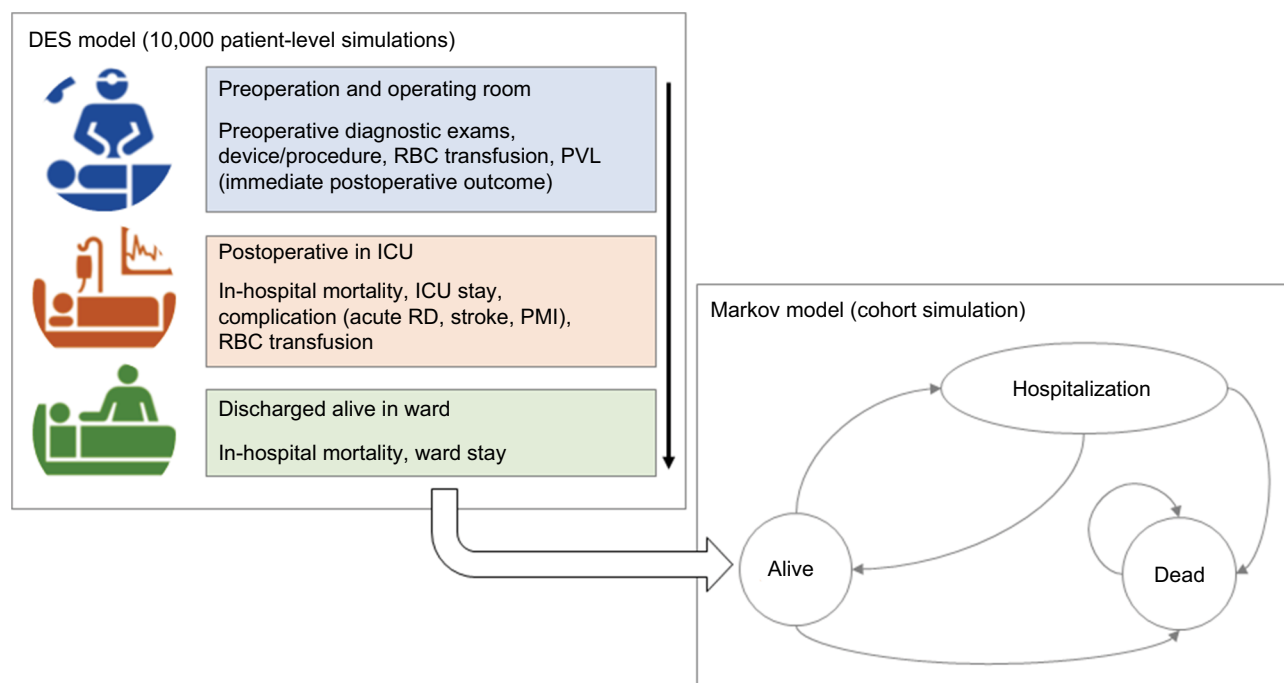 DES model (10,000 patient-level simulations)
Preoperation and operating room
Preoperative diagnostic exams,
device/procedure, RBC transfusion, PVL
(immediate postoperative outcome)
Postoperative in ICU
In-hospital mortality, ICU stay,
complication (acute RD, stroke, PMI),
RBC transfusion
Discharged alive in ward
In-hospital mortality, ward stay
Markov model (cohort simulation)
Hospitalization
Alive
Dead